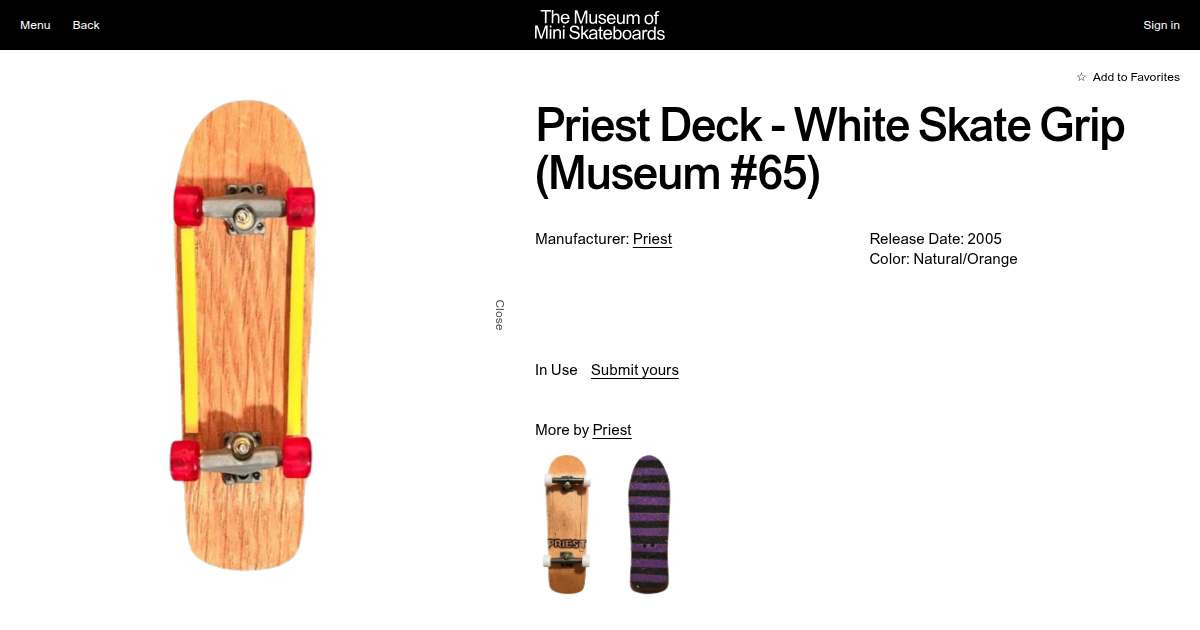 Menu
Back
The Museum of
Mini Skateboards
Sign in
☆ Add to Favorites
Priest Deck - White Skate Grip
(Museum #65)
Manufacturer: Priest
Release Date: 2005
Color: Natural/Orange
Close
In Use
Submit yours
More by Priest
PRIEST